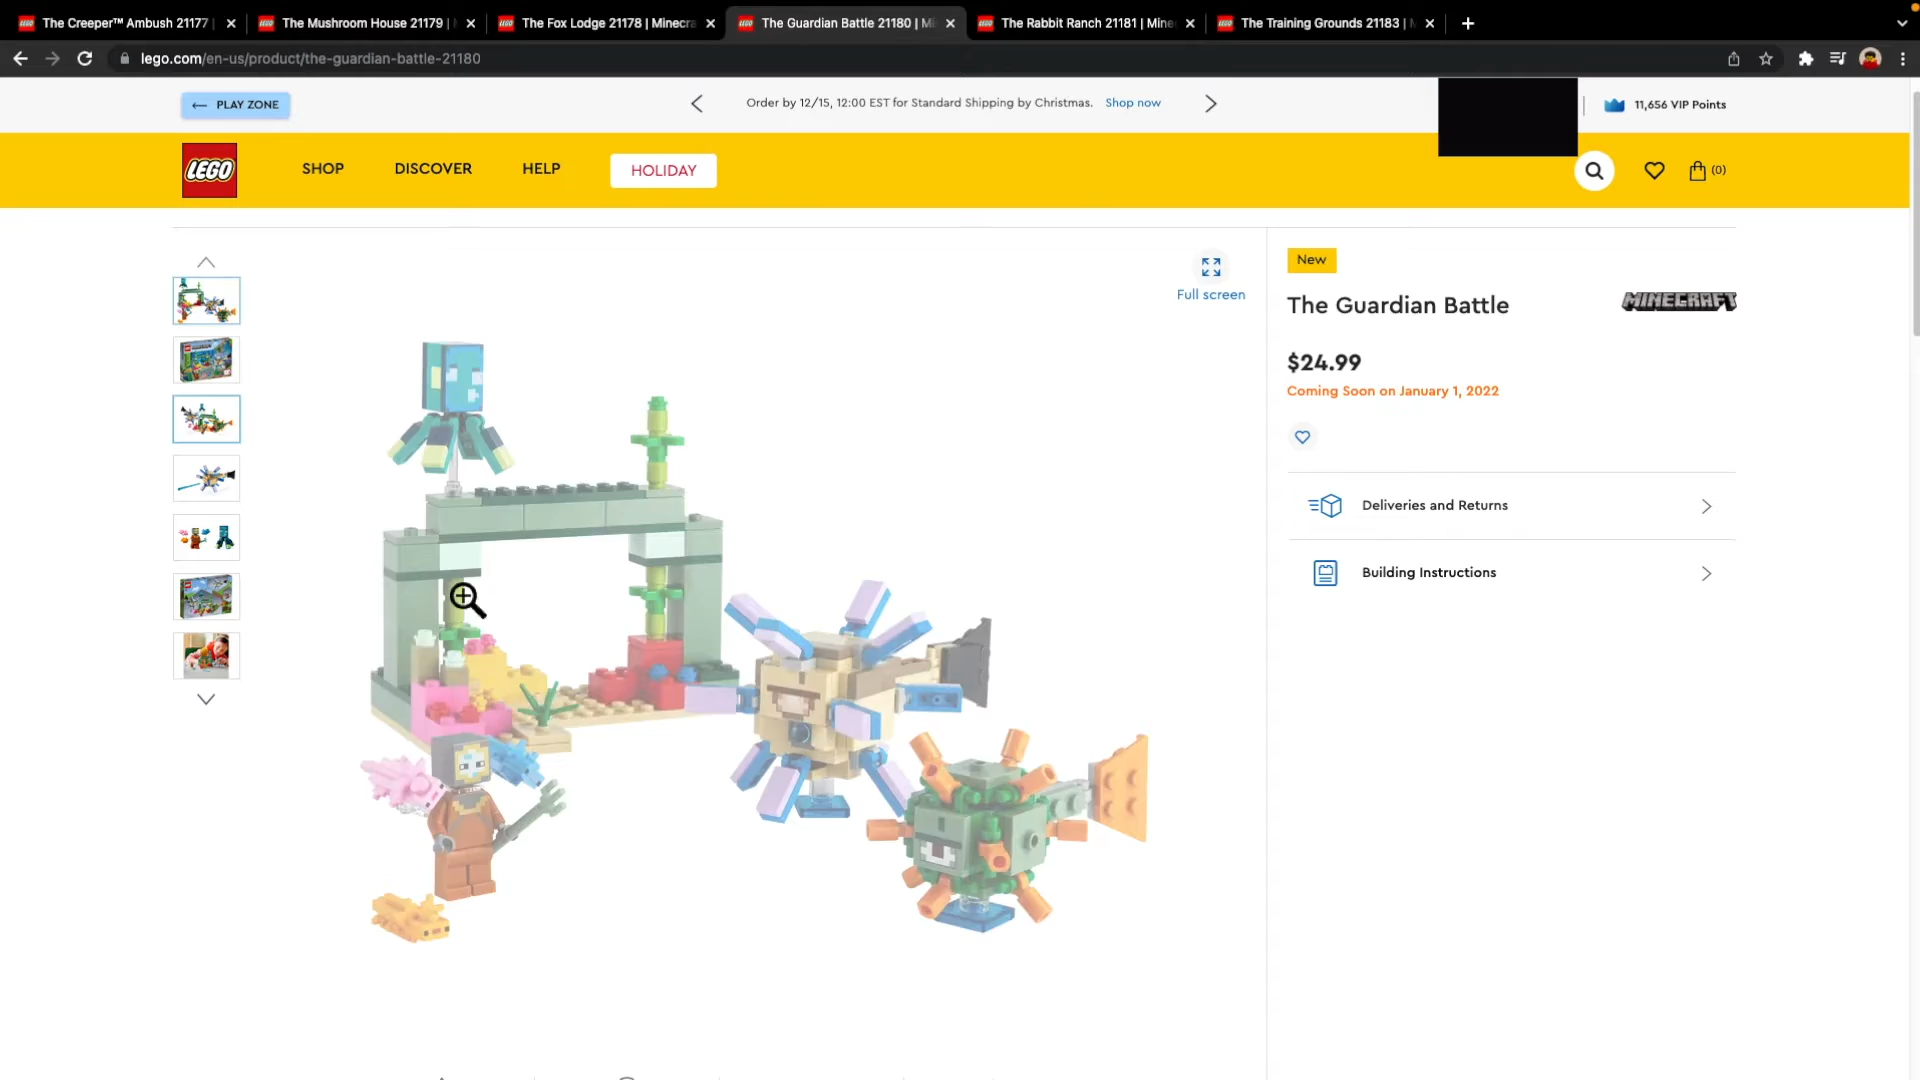 The Creeper™ Ambush 21177 |
The Mushroom House 21179 |
The Fox Lodge 21178 | Minecra
The Guardian Battle 21180 | Mi
The Rabbit Ranch 21181 | Mine
The Training Grounds 21183 |
lego.com/en-us/product/the-guardian-battle-21180
PLAY ZONE
Order by 12/15, 12:00 EST for Standard Shipping by Christmas. Shop now
11,656 VIP Points
LEGO
SHOP
DISCOVER
HELP
HOLIDAY
(0)
Full screen
New
The Guardian Battle
MINECRAFT
$24.99
Coming Soon on January 1, 2022
Deliveries and Returns
Building Instructions